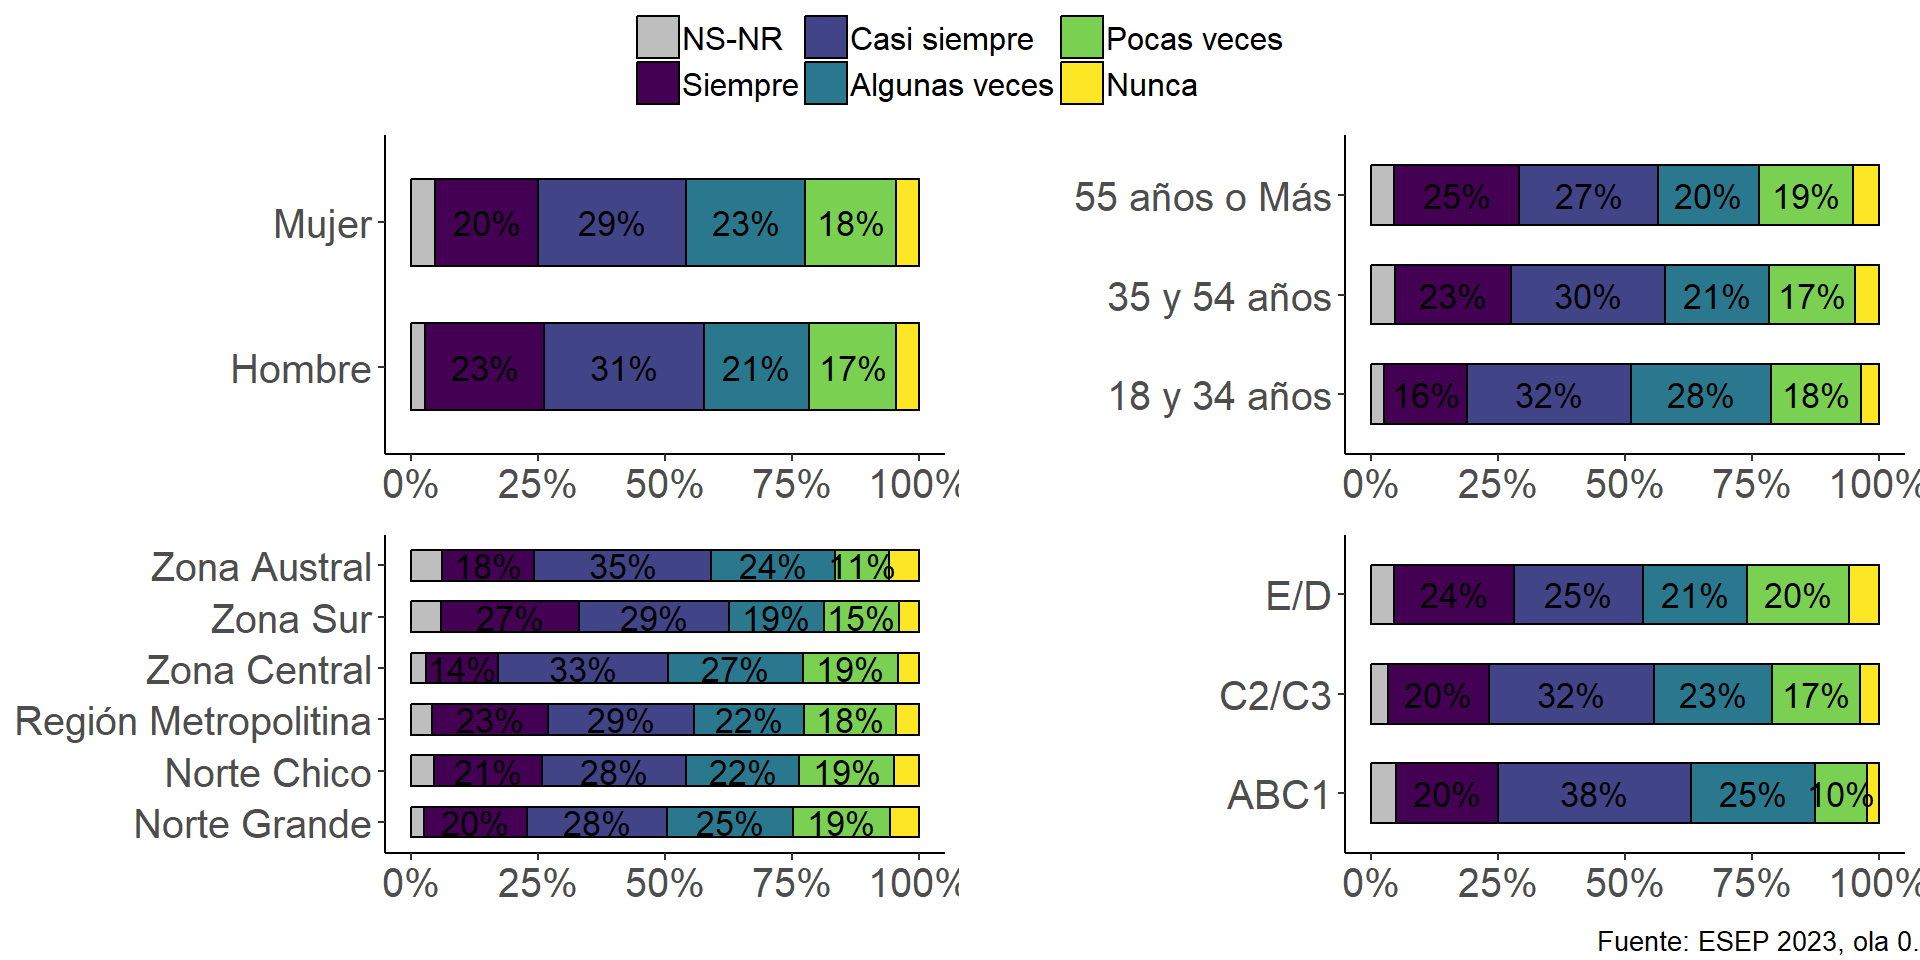 NS-NR Casi siempre Pocas veces
Siempre Algunas veces Nunca
Mujer 20% 29% 23% 18%
Hombre 23% 31% 21% 17%
0% 25% 50% 75% 100%
55 años o Más 25% 27% 20% 19%
35 y 54 años 23% 30% 21% 17%
18 y 34 años 16% 32% 28% 18%
0% 25% 50% 75% 100%
Zona Austral 18% 35% 24% 11%
Zona Sur 27% 29% 19% 15%
Zona Central 14% 33% 27% 19%
Región Metropolitina 23% 29% 22% 18%
Norte Chico 21% 28% 22% 19%
Norte Grande 20% 28% 25% 19%
0% 25% 50% 75% 100%
E/D 24% 25% 21% 20%
C2/C3 20% 32% 23% 17%
ABC1 20% 38% 25% 10%
0% 25% 50% 75% 100%
Fuente: ESEP 2023, ola 0.